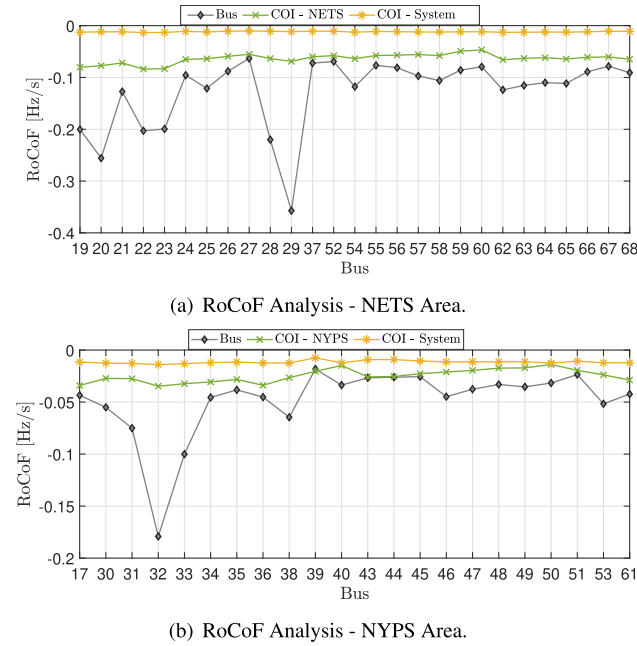 Bus COI - NETS COI - System
0
-0.1
-0.2
-0.3
-0.4
RoCoF [Hz/s]
19 20 21 22 23 24 25 26 27 28 29 37 52 54 55 56 57 58 59 60 62 63 64 65 66 67 68
Bus
(a) RoCoF Analysis - NETS Area.
Bus COI - NYPS COI - System
0
-0.05
-0.1
-0.15
-0.2
RoCoF [Hz/s]
17 30 31 32 33 34 35 36 38 39 40 43 44 45 46 47 48 49 50 51 53 61
Bus
(b) RoCoF Analysis - NYPS Area.